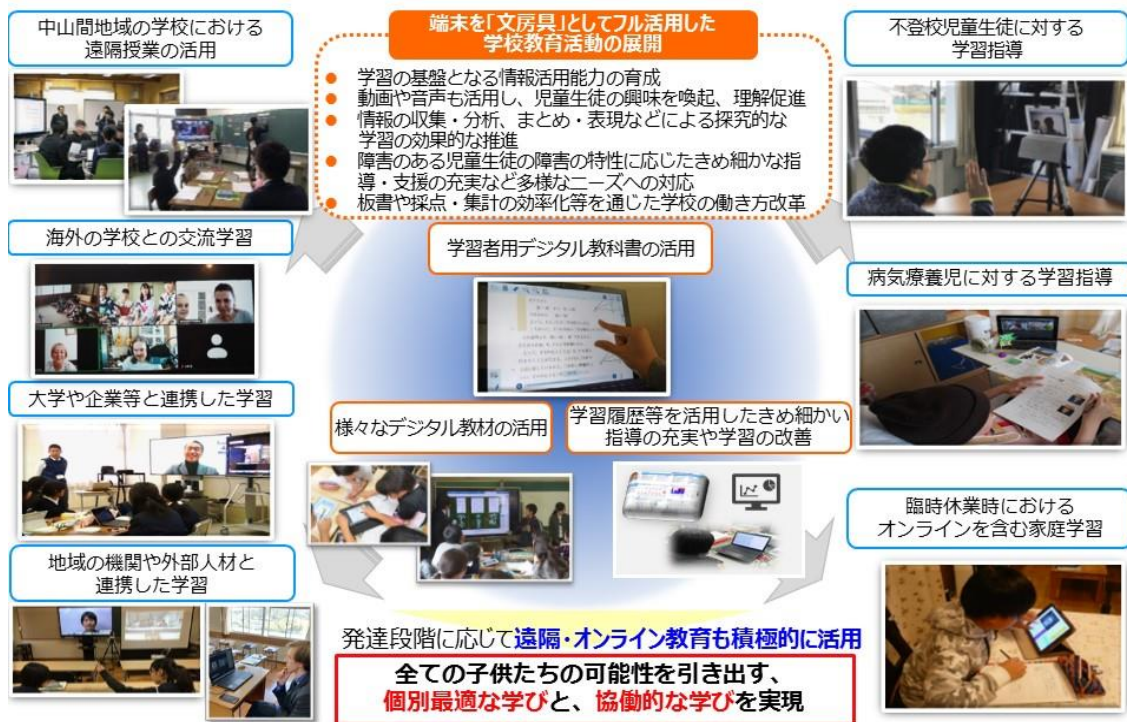 中山間地域の学校における
遠隔授業の活用
端末を｢文房具｣としてフル活用した
学校教育活動の展開
● 学習の基盤となる情報活用能力の育成
● 動画や音声も活用し、児童生徒の興味を喚起、理解促進
● 情報の収集・分析、まとめ・表現などによる探究的な
学習の効果的な推進
● 障害のある児童生徒の障害の特性に応じたきめ細かな指
導・支援の充実など多様なニーズへの対応
● 板書や採点・集計の効率化等を通じた学校の働き方改革
不登校児童生徒に対する
学習指導
海外の学校との交流学習
学習者用デジタル教科書の活用
病気療養児に対する学習指導
大学や企業等と連携した学習
様々なデジタル教材の活用
学習履歴等を活用したきめ細かい
指導の充実や学習の改善
臨時休業時における
オンラインを含む家庭学習
地域の機関や外部人材と
連携した学習
発達段階に応じて遠隔・オンライン教育も積極的に活用
全ての子供たちの可能性を引き出す、
個別最適な学びと、協働的な学びを実現